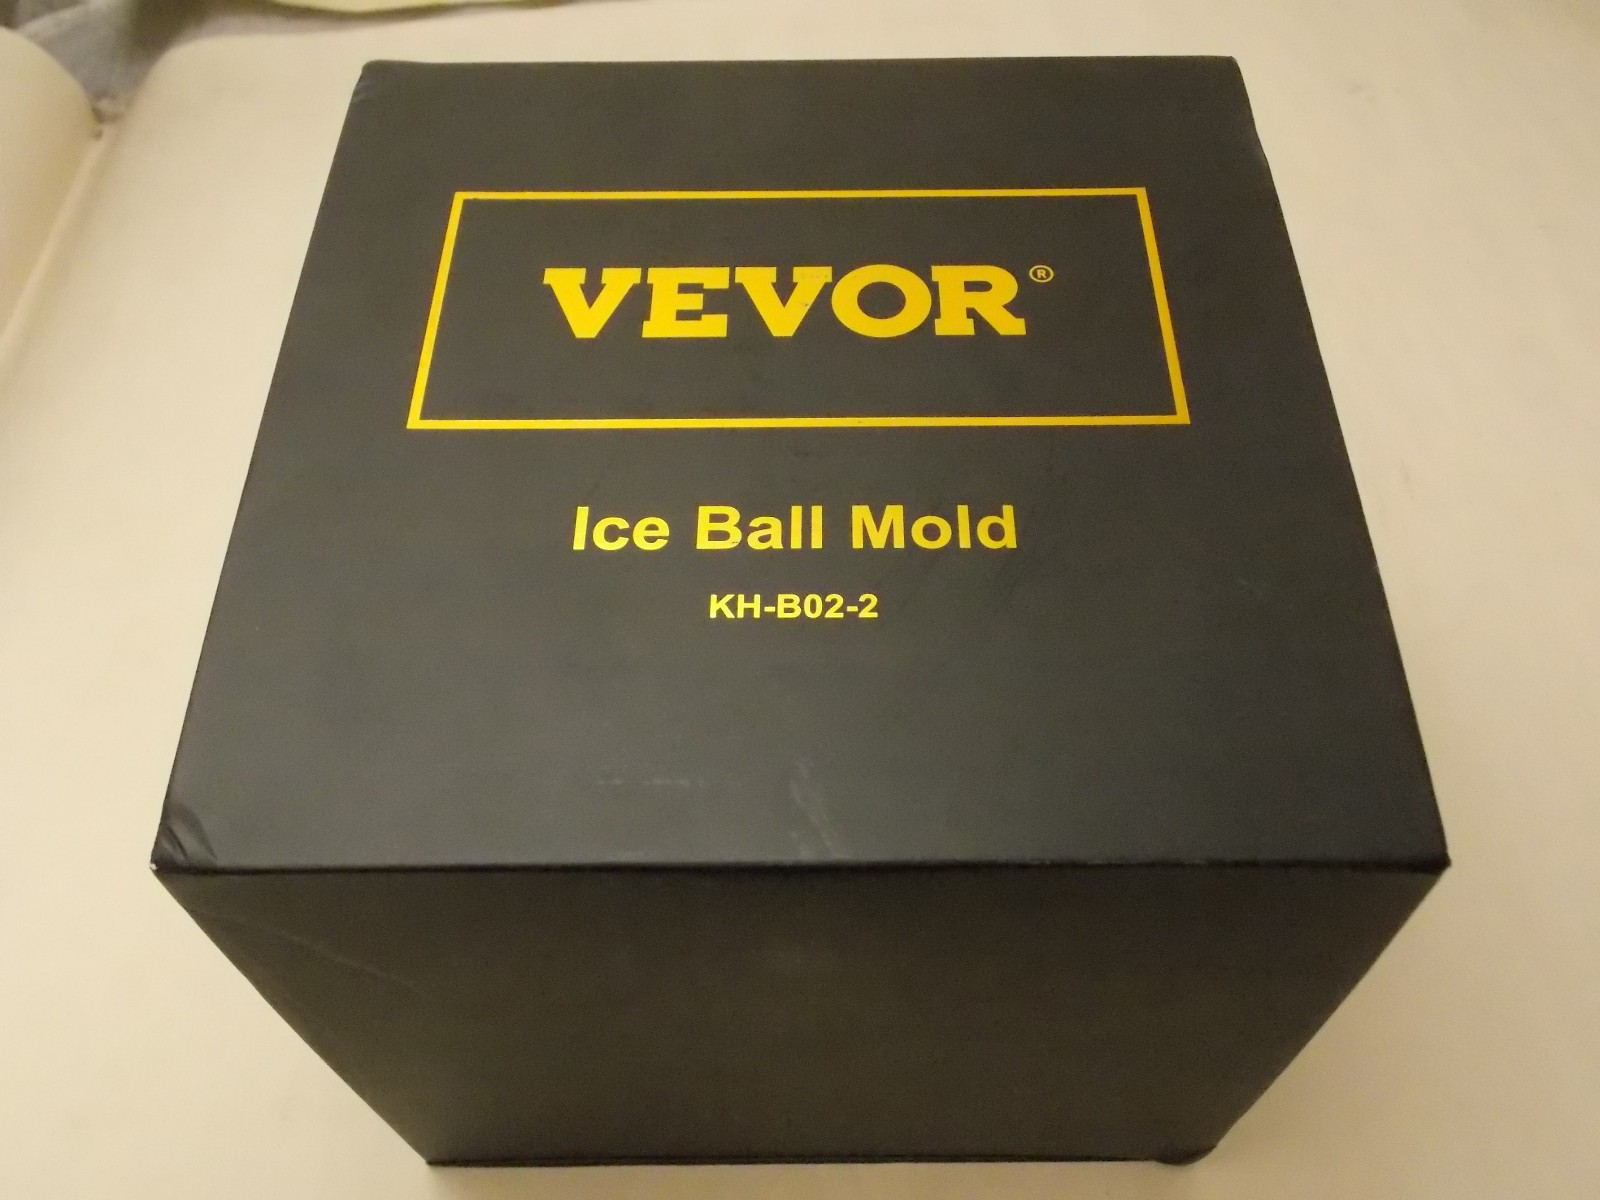 VEVOR®
Ice Ball Mold
KH-B02-2